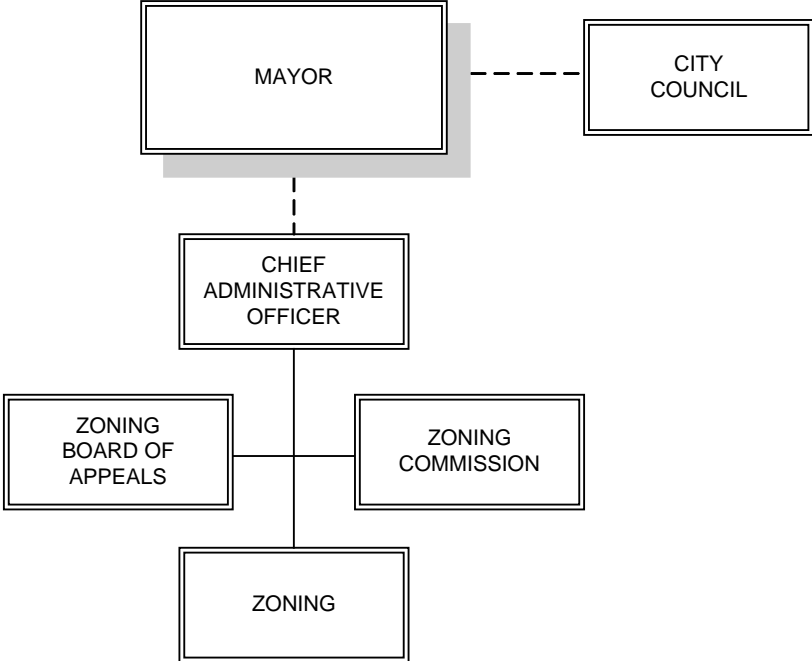 MAYOR
CITY
COUNCIL
CHIEF
ADMINISTRATIVE
OFFICER
ZONING
BOARD OF
APPEALS
ZONING
COMMISSION
ZONING